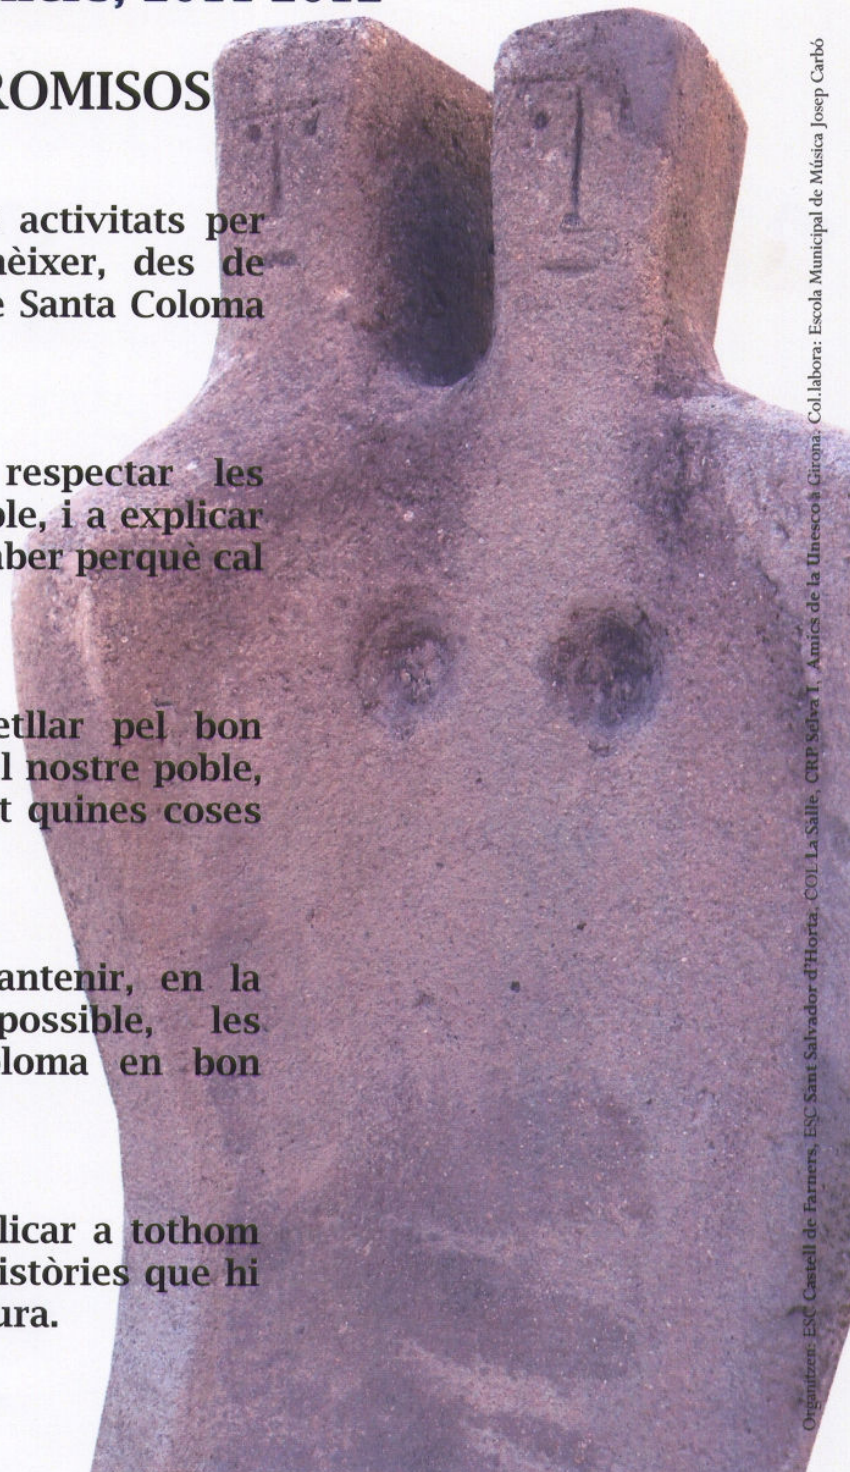 2011-2012
ROMISOS
activitats per
nèixer, des de
e Santa Coloma
respectar les
ble, i a explicar
aber perquè cal
etllar pel bon
l nostre poble,
t quines coses
antenir, en la
possible, les
loma en bon
licar a tothom
istòries que hi
ura.
Organitzen: ESC Castell de Farners, ESC Sant Salvador d'Horta, COL La Salle, CRP Selva I, Amics de la Unesco a Girona. Col.labora: Escola Municipal de Música Josep Carbó